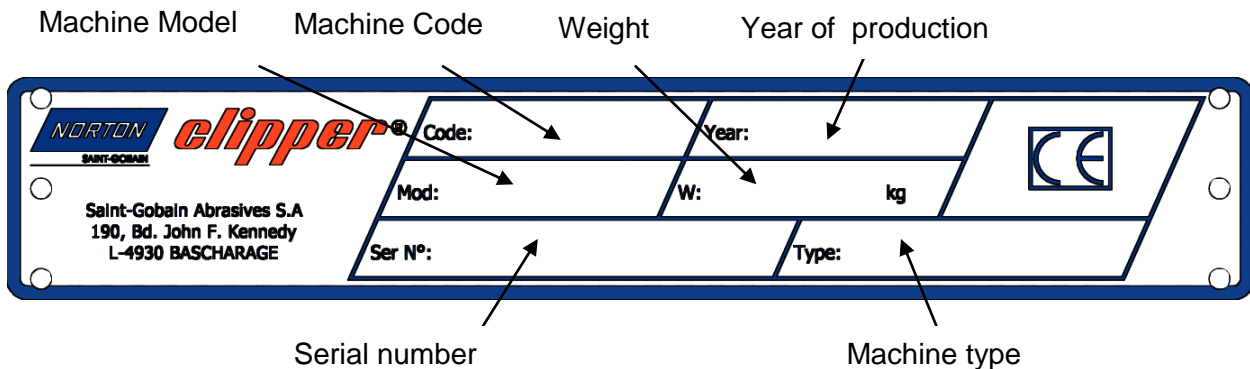 Machine Model Machine Code Weight Year of production
NORTON clipper®
SAINT-GOBAIN
Code: Year: CE
Mod: W: kg
Saint-Gobain Abrasives S.A
190, Bd. John F. Kennedy
L-4930 BASCHARAGE
Ser N°: Type:
Serial number Machine type